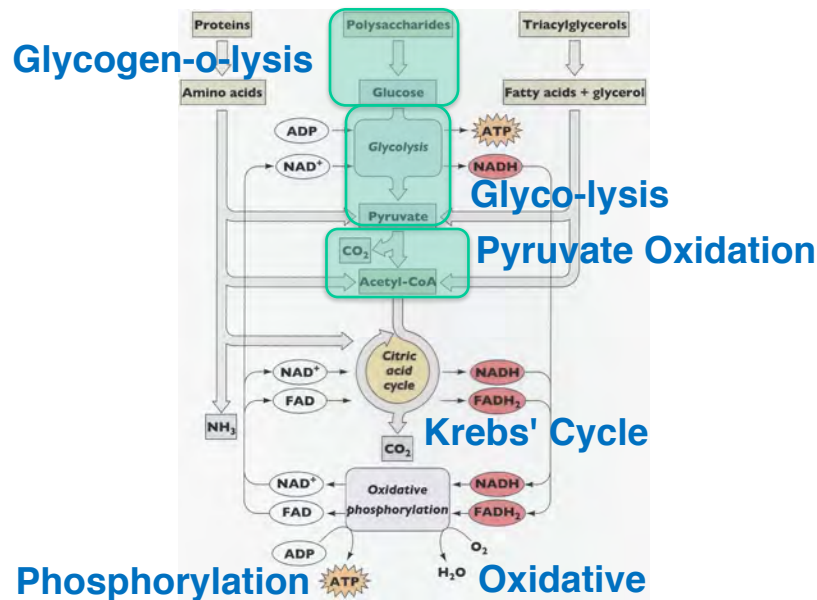 Proteins
Polysaccharides
Triacylglycerols
Glycogen-o-lysis
Amino acids
Glucose
Fatty acids + glycerol
ADP
ATP
Glycolysis
NAD+
NADH
Glyco-lysis
Pyruvate
CO2
Pyruvate Oxidation
Acetyl-CoA
Citric
acid
cycle
NAD+
NADH
FAD
FADH2
NH3
Krebs' Cycle
CO2
NAD+
Oxidative
phosphorylation
NADH
FAD
FADH2
ADP
O2
ATP
H2O
Phosphorylation
Oxidative